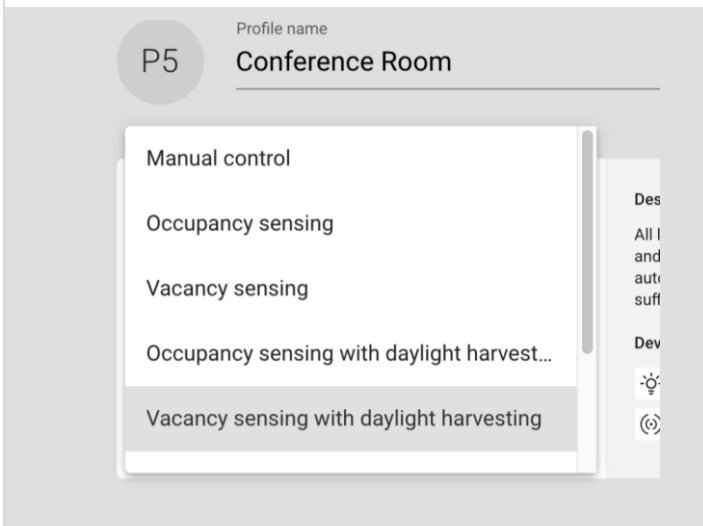 Profile name
P5
Conference Room
Manual control
Occupancy sensing
Vacancy sensing
Occupancy sensing with daylight harvest...
Vacancy sensing with daylight harvesting
Des
All
and
auto
suff
Dev